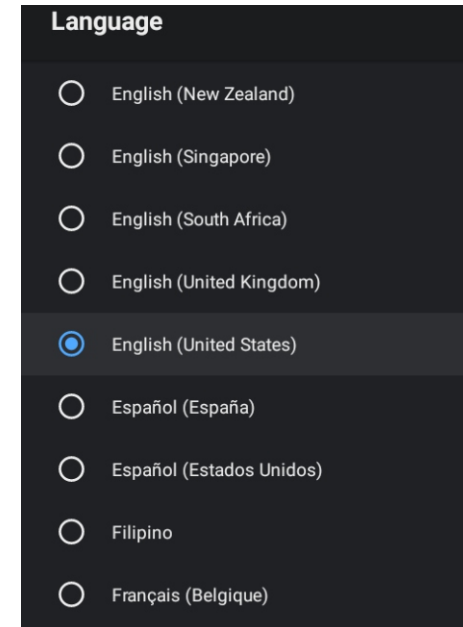 Language
English (New Zealand)
English (Singapore)
English (South Africa)
English (United Kingdom)
English (United States)
Español (España)
Español (Estados Unidos)
Filipino
Français (Belgique)